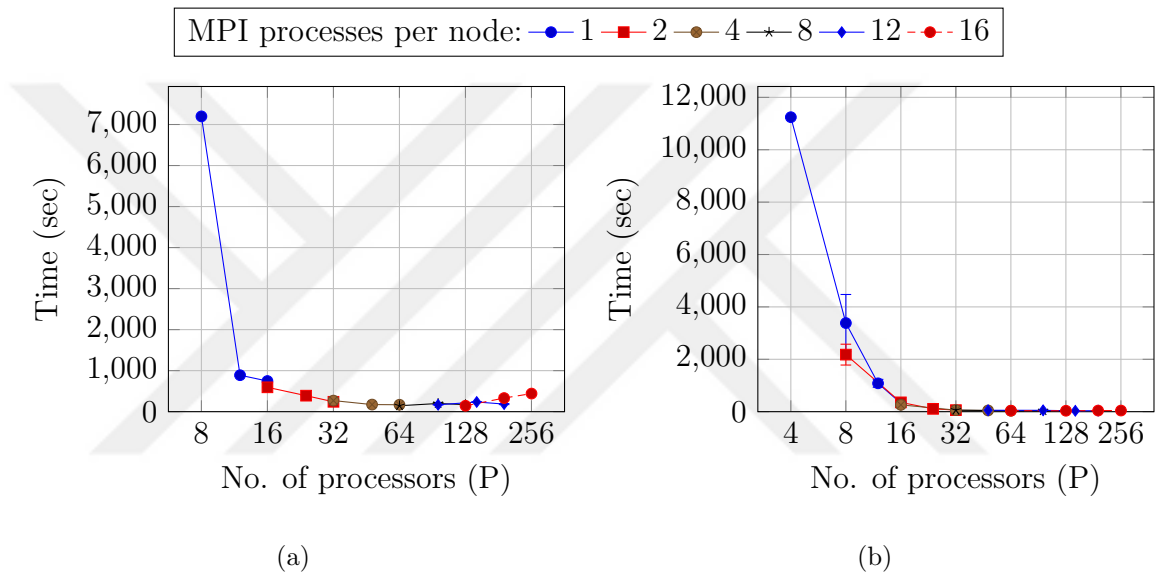 MPI processes per node: 1 2 4 8 12 16
7,000
6,000
5,000
4,000
3,000
2,000
1,000
0
8 16 32 64 128 256
Time (sec)
No. of processors (P)
(a)
12,000
10,000
8,000
6,000
4,000
2,000
0
4 8 16 32 64 128 256
Time (sec)
No. of processors (P)
(b)